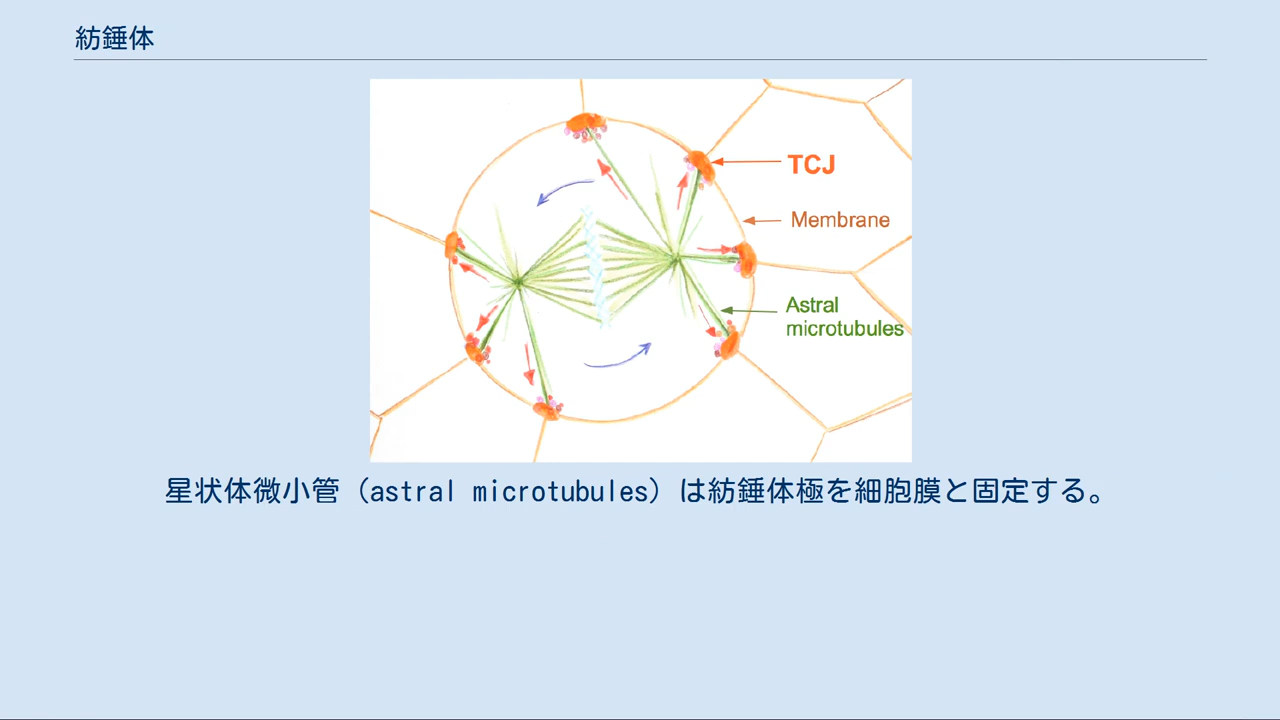 紡錘体
TCJ
Membrane
Astral
microtubules
星状体微小管（astral microtubules）は紡錘体極を細胞膜と固定する。